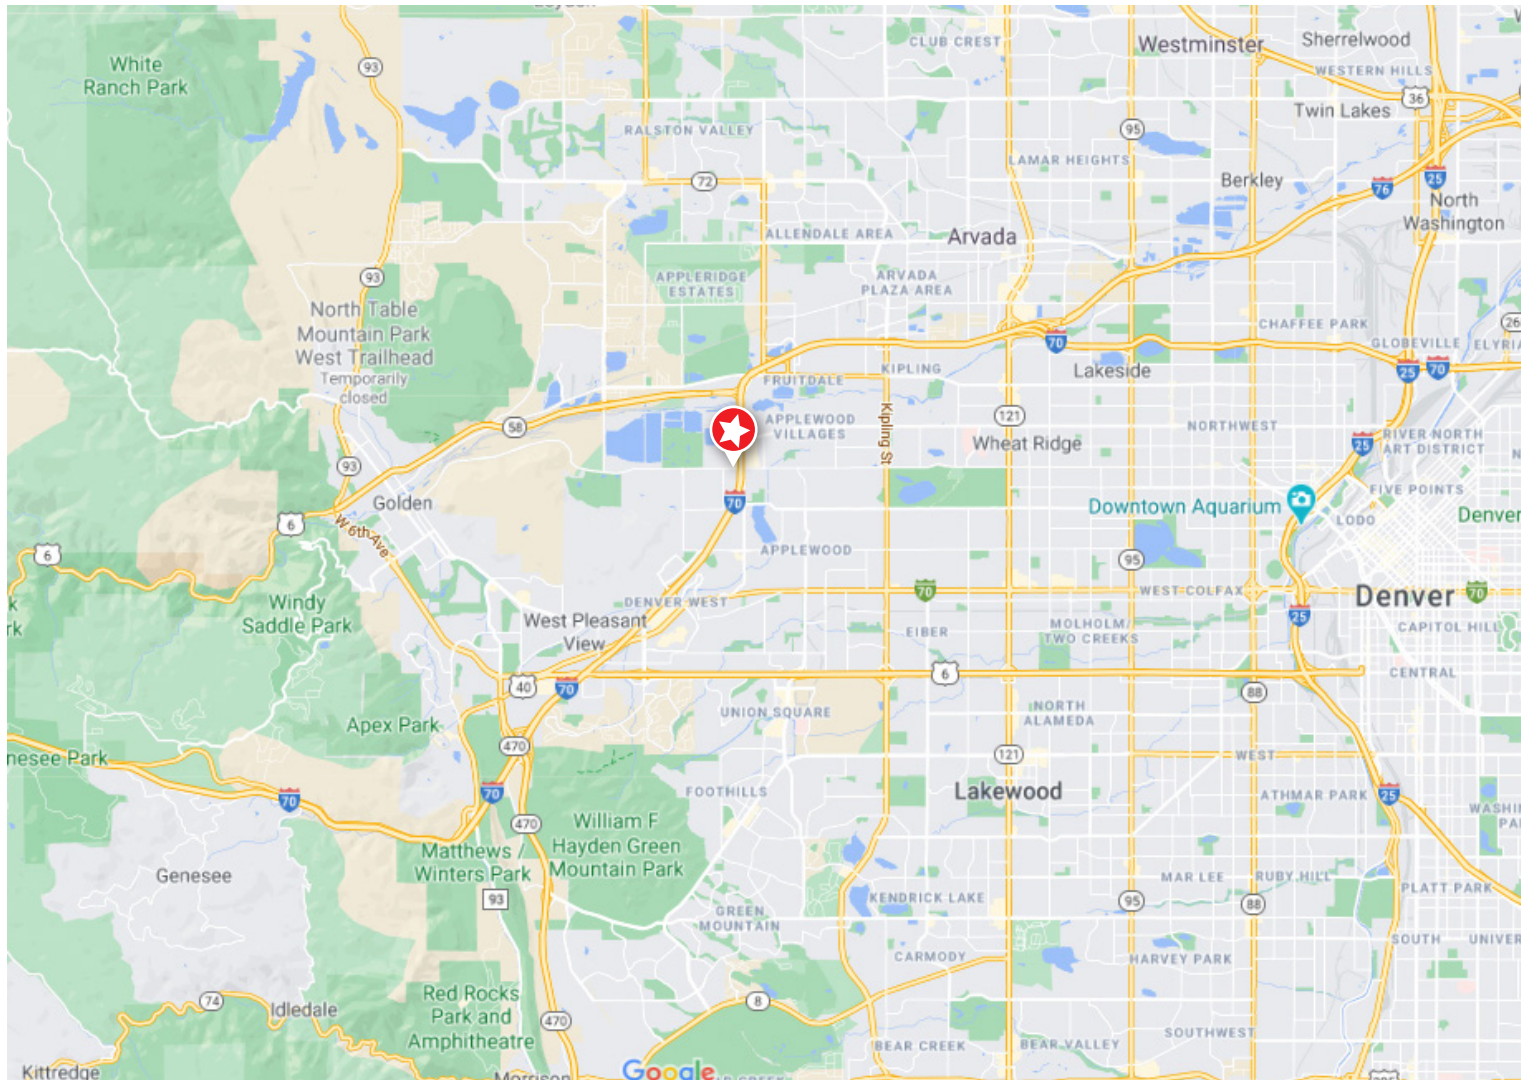 White
Ranch Park
93
CLUB CREST
Westminster
Sherrelwood
WESTERN HILLS
36
Twin Lakes
RALSTON VALLEY
95
LAMAR HEIGHTS
72
Berkley
76
25
North
Washington
ALLENDALE AREA
Arvada
93
APPLERIDGE
ESTATES
ARVADA
PLAZA AREA
North Table
Mountain Park
West Trailhead
Temporarily
closed
CHAFFEE PARK
26
GLOBEVILLE
70
KIPLING
Lakeside
25
70
FRUITDALE
58
APPLEWOOD
VILLAGES
Kipling St
121
Wheat Ridge
NORTHWEST
25
RIVER NORTH
ART DISTRICT
93
Golden
70
Downtown Aquarium
FIVE POINTS
LODO
Denver
6
W 6th Ave
6
APPLEWOOD
95
Windy
Saddle Park
DENVER WEST
70
WEST COLFAX
Denver
70
West Pleasant
View
EIBER
MOLHOLM/
TWO CREEKS
25
CAPITOL HILL
40
70
6
CENTRAL
88
Apex Park
UNION SQUARE
NORTH
ALAMEDA
nesee Park
470
121
WEST
70
70
FOOTHILLS
Lakewood
ATHMAR PARK
25
470
William F
Hayden Green
Mountain Park
Matthews /
Winters Park
Genesee
93
MAR LEE
RUBY HILL
PLATT PARK
KENDRICK LAKE
95
88
GREEN
MOUNTAIN
SOUTH
UNIVER
CARMODY
HARVEY PARK
74
Idledale
Red Rocks
Park and
Amphitheatre
470
8
SOUTHWEST
BEAR CREEK
BEAR VALLEY
Kittredge
Morrison
Google